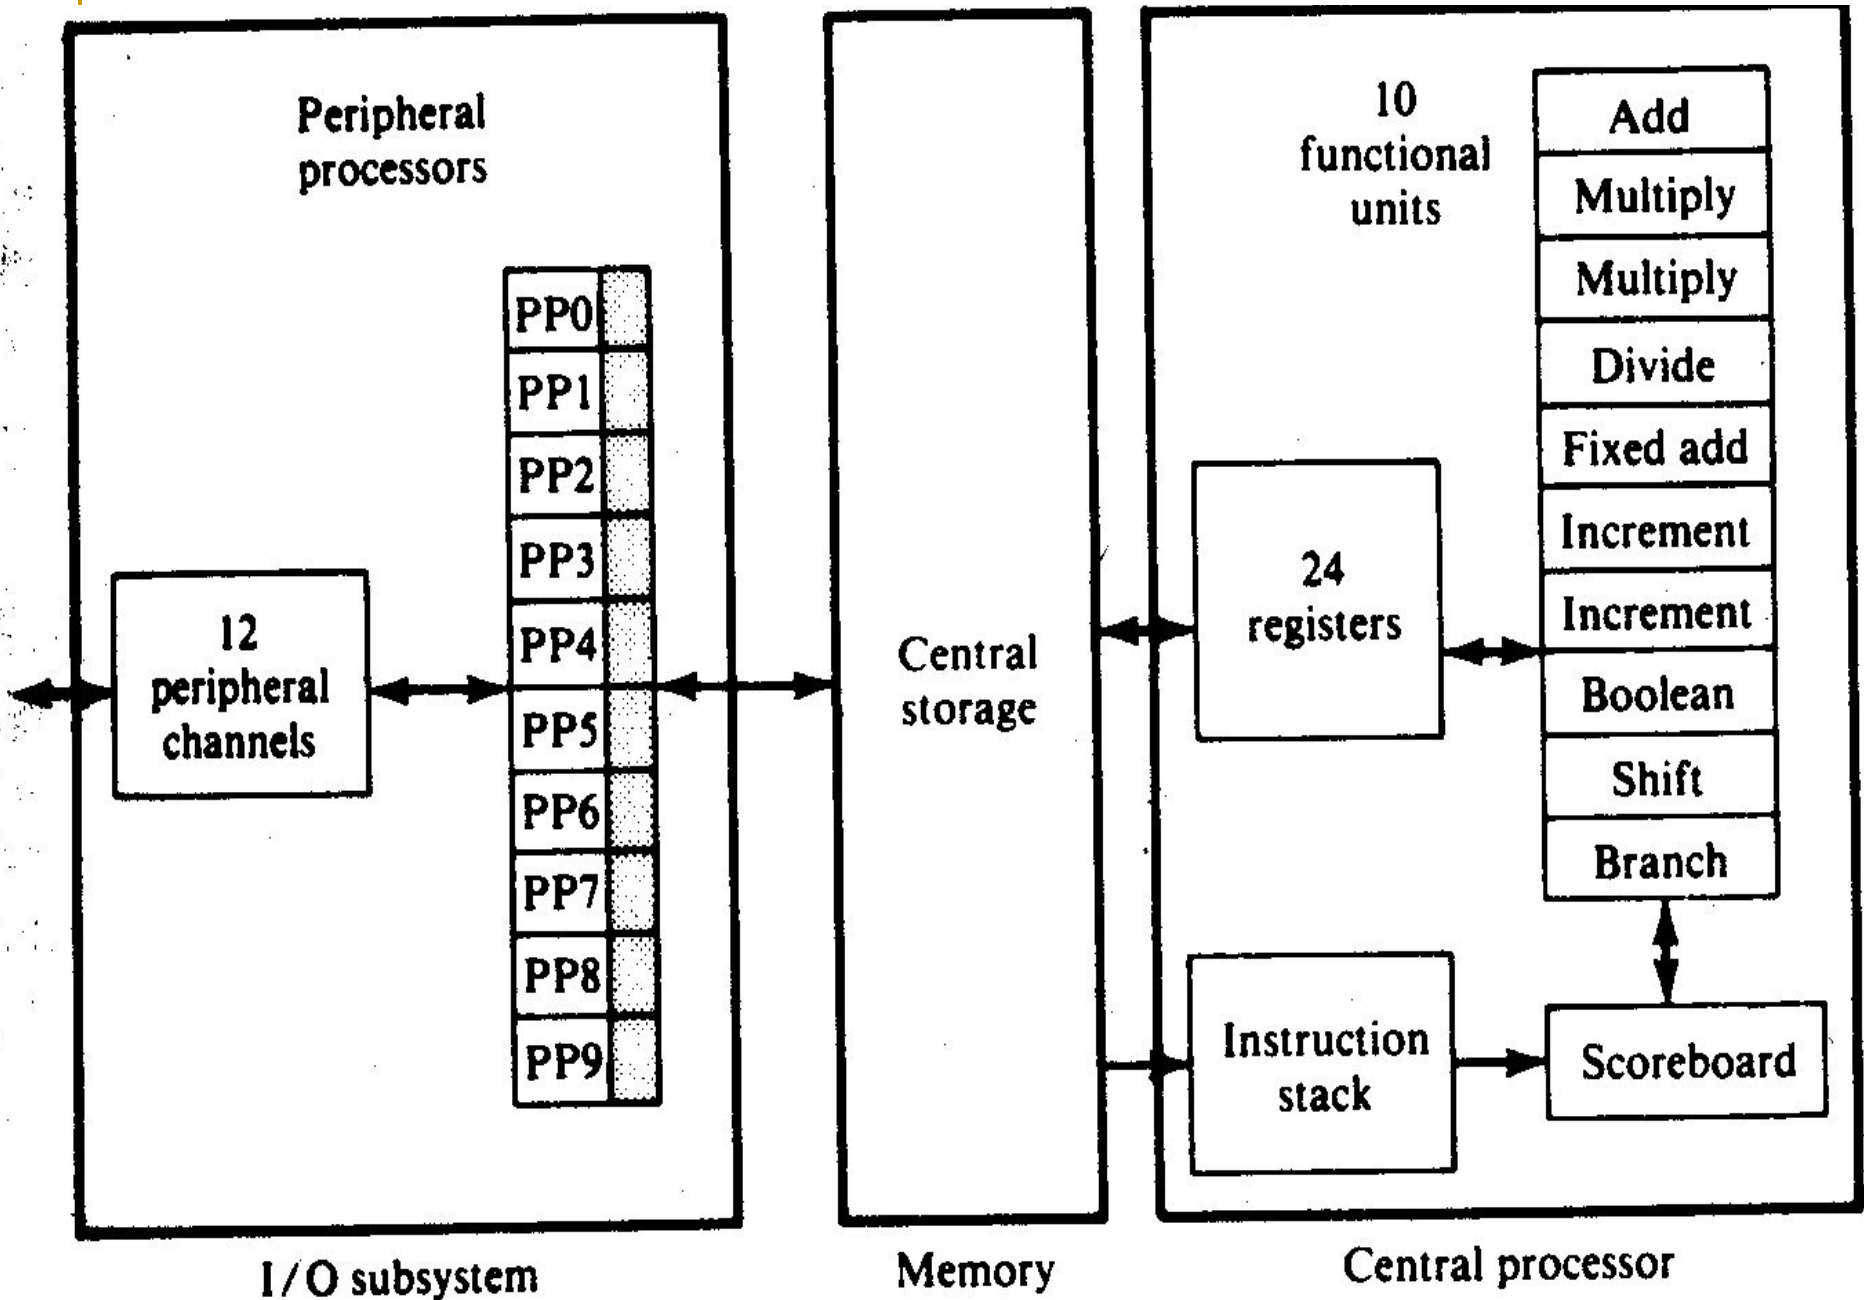 Peripheral
processors
PP0
PP1
PP2
PP3
PP4
PP5
PP6
PP7
PP8
PP9
12
peripheral
channels
I/O subsystem
Central
storage
Memory
10
functional
units
Add
Multiply
Multiply
Divide
Fixed add
Increment
Increment
Boolean
Shift
Branch
24
registers
Instruction
stack
Scoreboard
Central processor